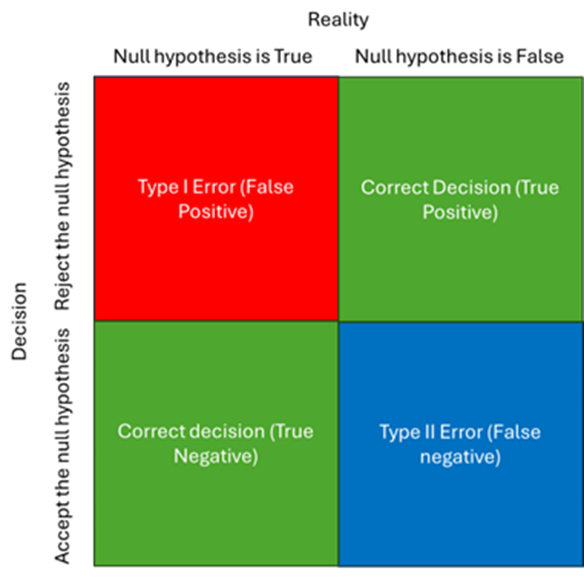 Reality
Null hypothesis is True
Null hypothesis is False
Decision
Reject the null hypothesis
Type I Error (False
Positive)
Correct Decision (True
Positive)
Accept the null hypothesis
Correct decision (True
Negative)
Type II Error (False
negative)